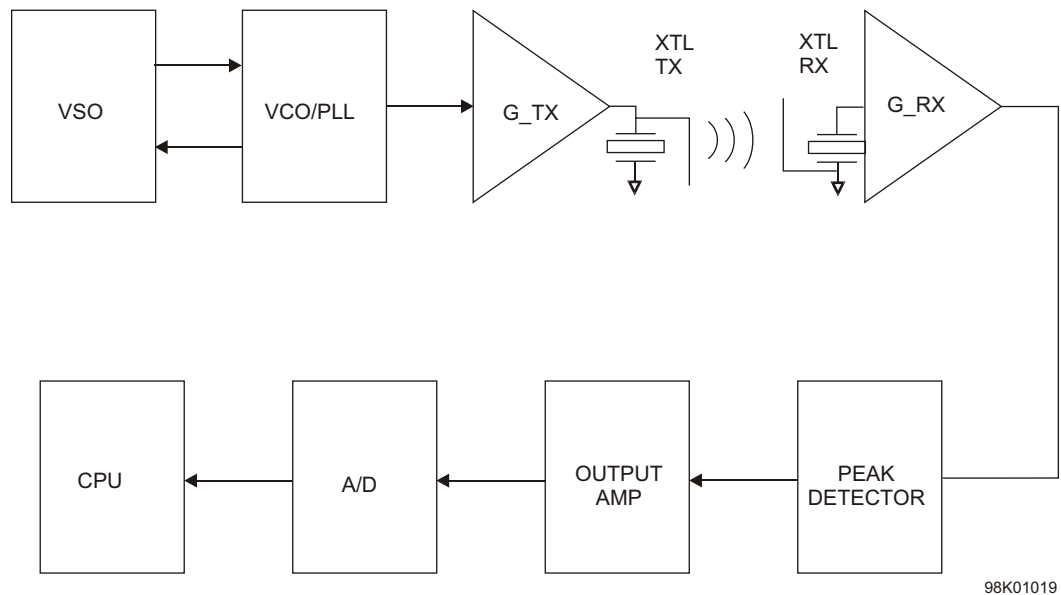 XTL
TX
XTL
RX
VSO
VCO/PLL
G_TX
G_RX
CPU
A/D
OUTPUT
AMP
PEAK
DETECTOR
98K01019